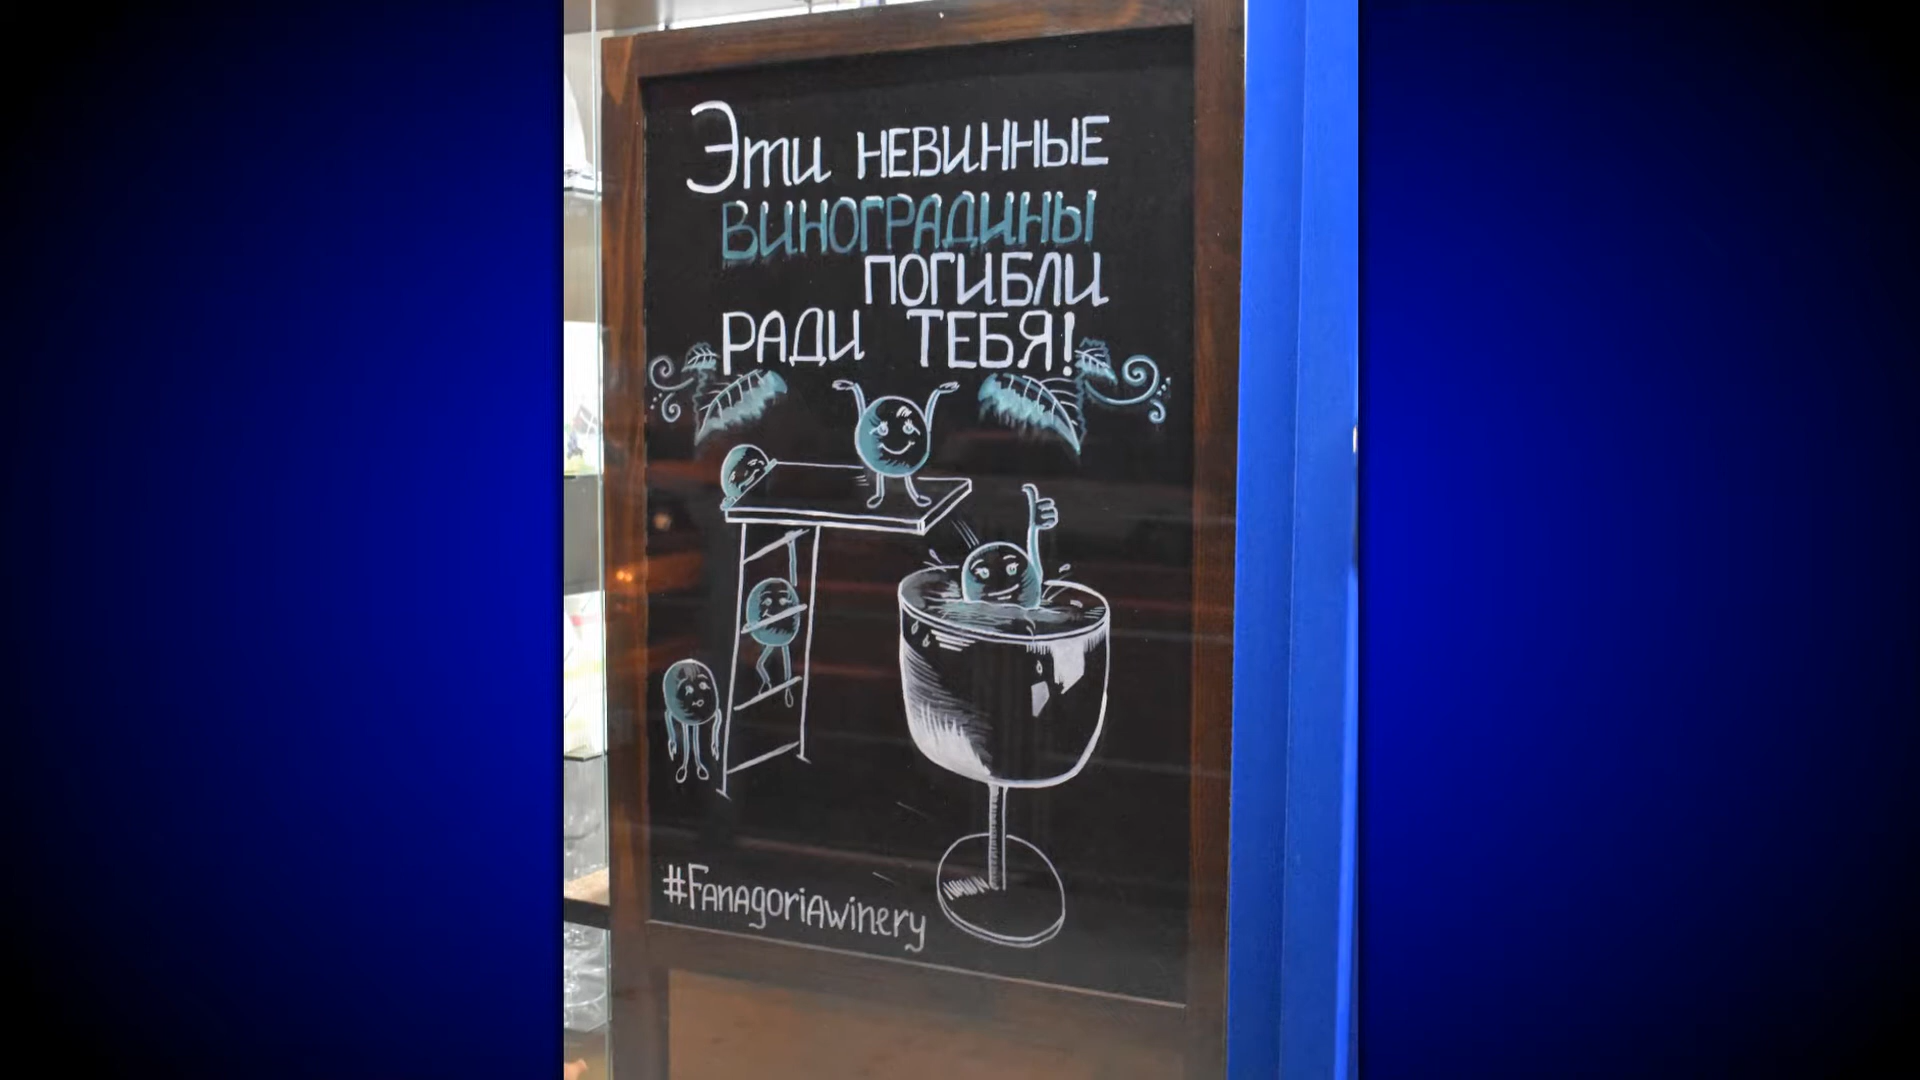 Эти невинные
виноградины
погибли
ради тебя!
#Fanagoriawinery